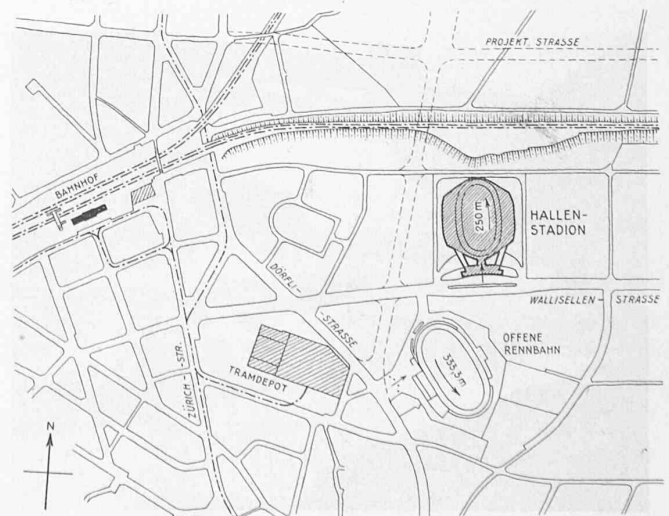 PROJEKT. STRASSE
BAHNHOF
250 m
HALLEN-
STADION
DÖRFLI-
-STRASSE
WALLISELLEN-STRASSE
OFFENE
RENNBAHN
333,3 m
TRAMDEPOT
ZÜRICH-STR.
N